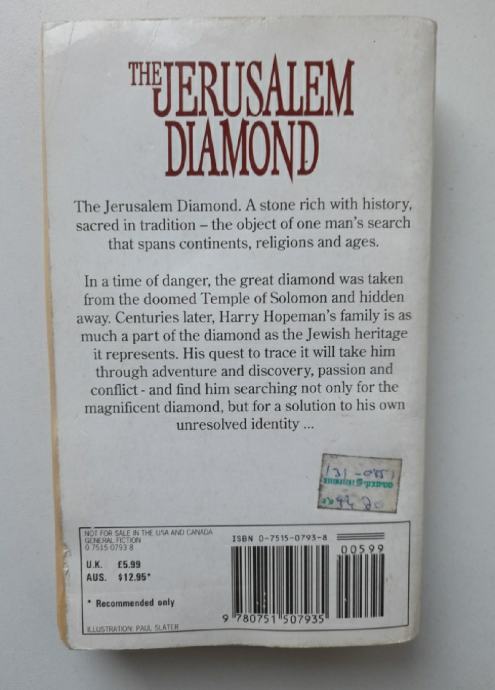 THE JERUSALEM
DIAMOND
The Jerusalem Diamond. A stone rich with history,
sacred in tradition – the object of one man's search
that spans continents, religions and ages.
In a time of danger, the great diamond was taken
from the doomed Temple of Solomon and hidden
away. Centuries later, Harry Hopeman's family is as
much a part of the diamond as the Jewish heritage
it represents. His quest to trace it will take him
through adventure and discovery, passion and
conflict - and find him searching not only for the
magnificent diamond, but for a solution to his own
unresolved identity ...
NOT FOR SALE IN THE USA AND CANADA
GENERAL FICTION
0 7515 0793 8
U.K. £5.99
AUS. $12.95*
* Recommended only
ILLUSTRATION: PAUL SLATER
ISBN 0-7515-0793-8
00599
9 780751 507935